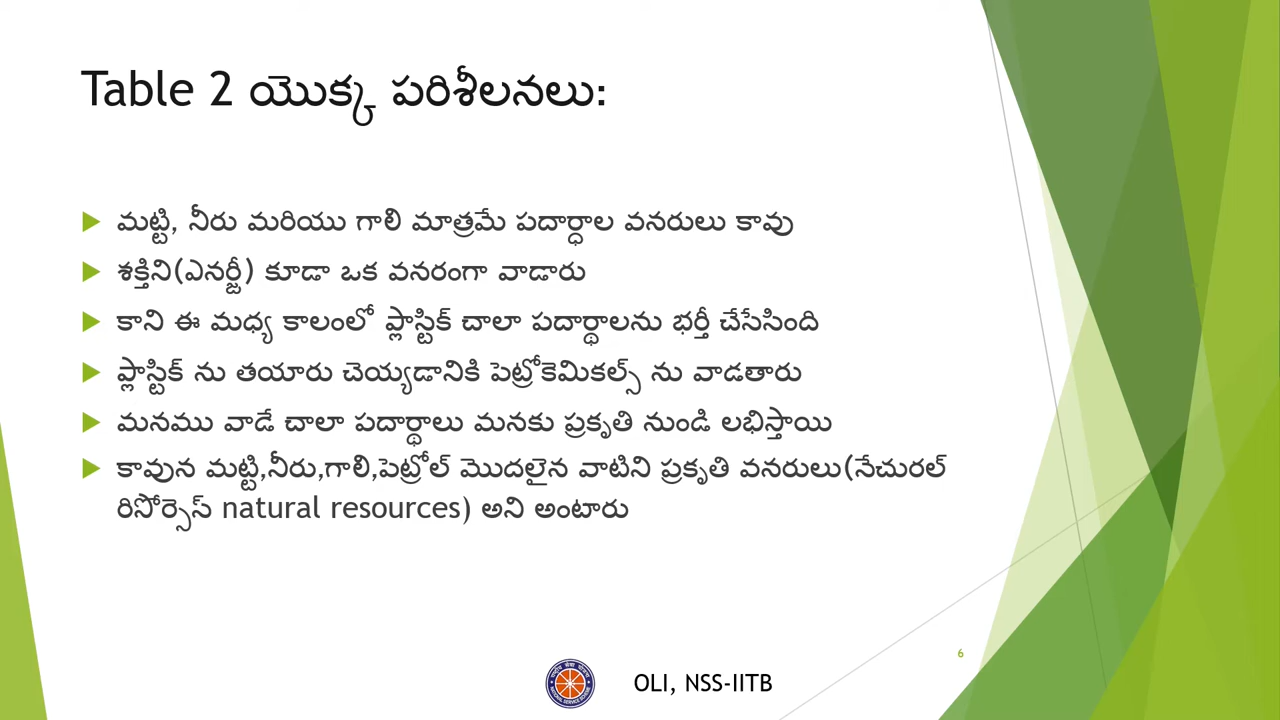 Table 2 యొక్క పరిశీలనలు:
మట్టి, నీరు మరియు గాలి మాత్రమే పదార్ధాల వనరులు కావు
శక్తిని(ఎనర్జీ) కూడా ఒక వనరంగా వాడారు
కాని ఈ మధ్య కాలంలో ప్లాస్టిక్ చాలా పదార్థాలను భర్తీ చేసేసింది
ప్లాస్టిక్ ను తయారు చెయ్యడానికి పెట్రోకెమికల్స్ ను వాడతారు
మనము వాడే చాలా పదార్థాలు మనకు ప్రకృతి నుండి లభిస్తాయి
కావున మట్టి,నీరు,గాలి,పెట్రోల్ మొదలైన వాటిని ప్రకృతి వనరులు(నేచురల్
రిసోర్సెస్ natural resources) అని అంటారు
6
OLI, NSS-IITB